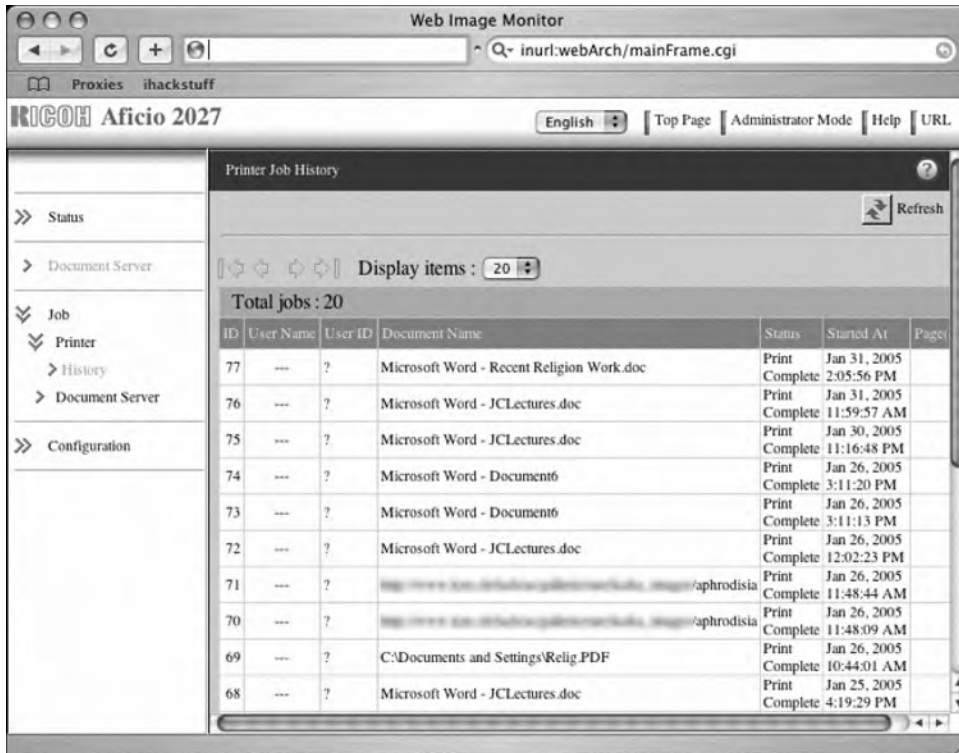 Web Image Monitor
inurl:webArch/mainFrame.cgi
Proxies ihackstuff
RICOH Aficio 2027
English Top Page Administrator Mode Help URL
Printer Job History
Refresh
Status
Document Server
Job
Printer
History
Document Server
Configuration
Display items : 20
Total jobs : 20
ID User Name User ID Document Name Status Started At
77 --- ? Microsoft Word - Recent Religion Work.doc Print Complete Jan 31, 2005 2:05:56 PM
76 --- ? Microsoft Word - JCLectures.doc Print Complete Jan 31, 2005 11:59:57 AM
75 --- ? Microsoft Word - JCLectures.doc Print Complete Jan 30, 2005 11:16:48 PM
74 --- ? Microsoft Word - Document6 Print Complete Jan 26, 2005 3:11:20 PM
73 --- ? Microsoft Word - Document6 Print Complete Jan 26, 2005 3:11:13 PM
72 --- ? Microsoft Word - JCLectures.doc Print Complete Jan 26, 2005 12:02:23 PM
71 --- ? /aphrodisia Print Complete Jan 26, 2005 11:48:44 AM
70 --- ? /aphrodisia Print Complete Jan 26, 2005 11:48:09 AM
69 --- ? C:\Documents and Settings\Relig.PDF Print Complete Jan 26, 2005 10:44:01 AM
68 --- ? Microsoft Word - JCLectures.doc Print Complete Jan 25, 2005 4:19:29 PM